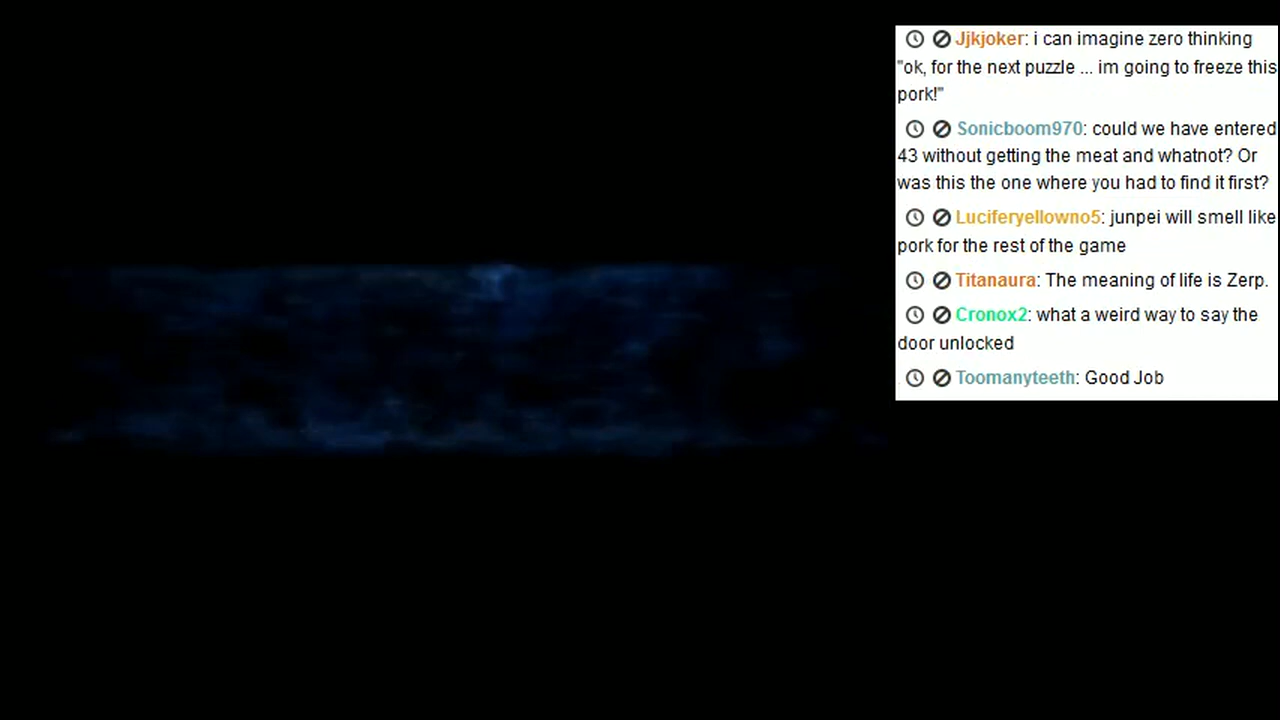 Jjkjoker: i can imagine zero thinking
"ok, for the next puzzle ... im going to freeze this
pork!"
Sonicboom970: could we have entered
43 without getting the meat and whatnot? Or
was this the one where you had to find it first?
Luciferyellowno5: junpei will smell like
pork for the rest of the game
Titanaura: The meaning of life is Zerp.
Cronox2: what a weird way to say the
door unlocked
Toomanyteeth: Good Job